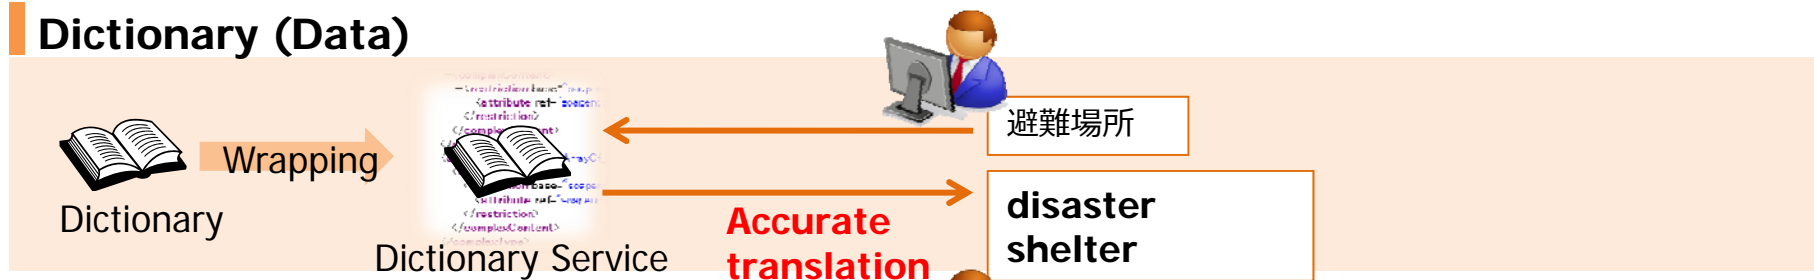 Dictionary (Data)
Wrapping
Dictionary
Dictionary Service
避難場所
Accurate
translation
disaster
shelter